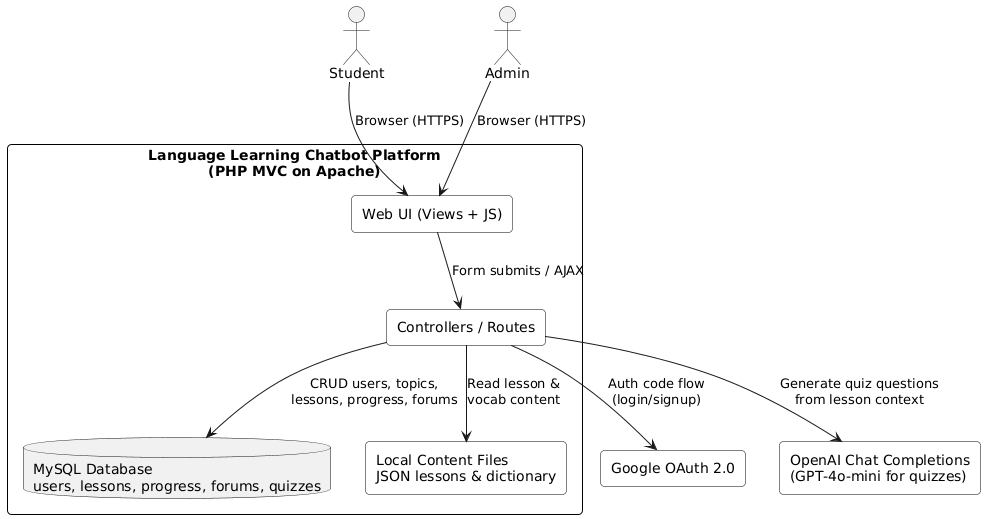 Student
Admin
Browser (HTTPS)
Browser (HTTPS)
Language Learning Chatbot Platform
(PHP MVC on Apache)
Web UI (Views + JS)
Form submits / AJAX
Controllers / Routes
CRUD users, topics,
lessons, progress, forums
Read lesson &
vocab content
Auth code flow
(login/signup)
Generate quiz questions
from lesson context
MySQL Database
users, lessons, progress, forums, quizzes
Local Content Files
JSON lessons & dictionary
Google OAuth 2.0
OpenAI Chat Completions
(GPT-4o-mini for quizzes)